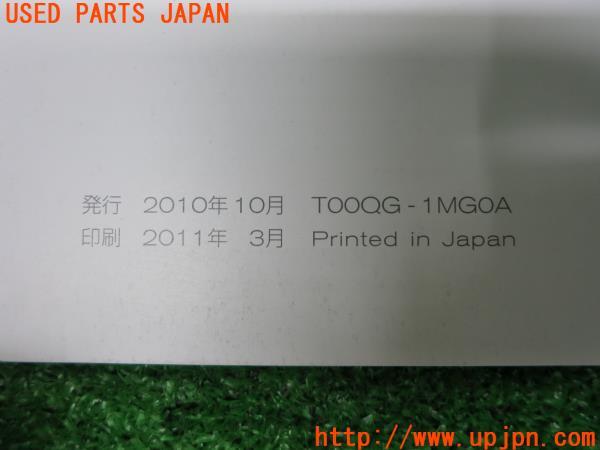 USED PARTS JAPAN
発行 2010年10月 T00QG-1MG0A
印刷 2011年 3月 Printed in Japan
http://www.upjpn.com